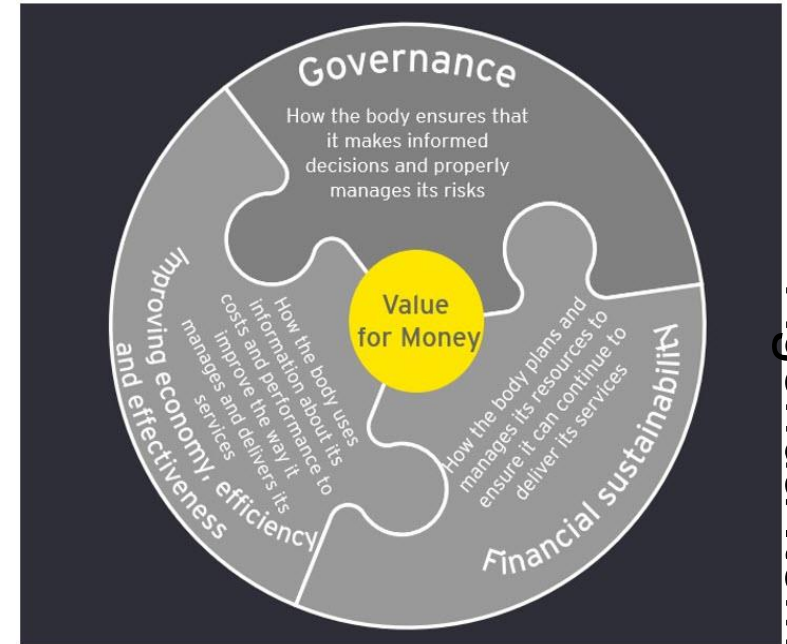 Governance
How the body ensures that
it makes informed
decisions and properly
manages its risks
Value
for Money
Improving economy, efficiency
and effectiveness
How the body uses
information about its
costs and performance to
improve the way it
manages and delivers its
services
How the body plans and
manages its resources to
ensure it can continue to
deliver its services
Financial sustainability